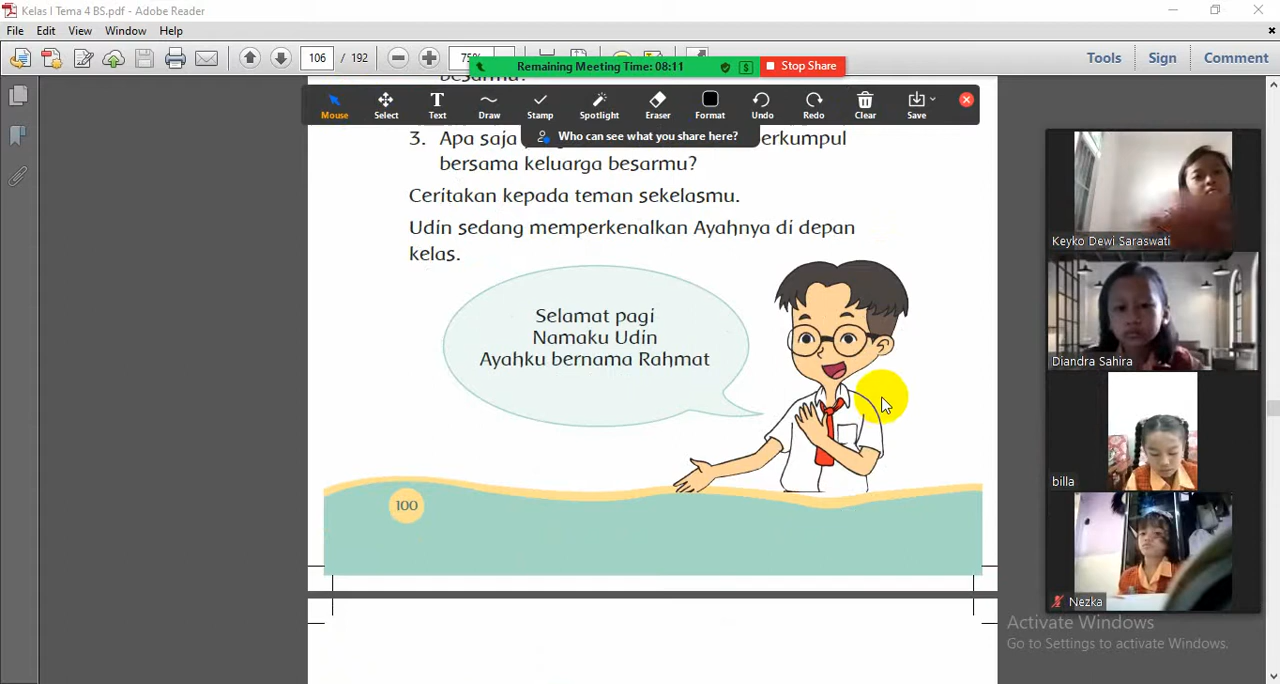 Kelas I Tema 4 BS.pdf - Adobe Reader
File Edit View Window Help
106 / 192 75%
Tools Sign Comment
Remaining Meeting Time: 08:11
Stop Share
Mouse Select Text Draw Stamp Spotlight Eraser Format Undo Redo Clear Save
Who can see what you share here?
3. Apa saja erkumpul
bersama keluarga besarmu?
Ceritakan kepada teman sekelasmu.
Udin sedang memperkenalkan Ayahnya di depan
kelas.
Selamat pagi
Namaku Udin
Ayahku bernama Rahmat
100
Keyko Dewi Saraswati
Diandra Sahira
billa
Nezka
Activate Windows
Go to Settings to activate Windows.